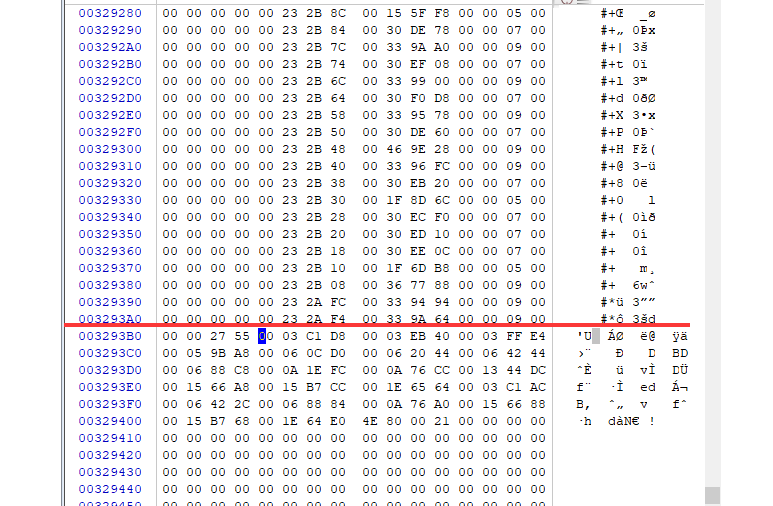 00329280 00 00 00 00 00 23 2B 8C 00 15 5F F8 00 00 05 00 #+Œ _ø
00329290 00 00 00 00 00 23 2B 84 00 30 DE 78 00 00 07 00 #+„ 0Þx
003292A0 00 00 00 00 00 23 2B 7C 00 33 9A A0 00 00 09 00 #+| 3š
003292B0 00 00 00 00 00 23 2B 74 00 30 EF 08 00 00 07 00 #+t 0ï
003292C0 00 00 00 00 00 23 2B 6C 00 33 99 00 00 00 09 00 #+l 3™
003292D0 00 00 00 00 00 23 2B 64 00 30 F0 D8 00 00 07 00 #+d 0ðØ
003292E0 00 00 00 00 00 23 2B 58 00 33 95 78 00 00 09 00 #+X 3•x
003292F0 00 00 00 00 00 23 2B 50 00 30 DE 60 00 00 07 00 #+P 0Þ`
00329300 00 00 00 00 00 23 2B 48 00 46 9E 28 00 00 09 00 #+H Fž(
00329310 00 00 00 00 00 23 2B 40 00 33 96 FC 00 00 09 00 #+@ 3–ü
00329320 00 00 00 00 00 23 2B 38 00 30 EB 20 00 00 07 00 #+8 0ë
00329330 00 00 00 00 00 23 2B 30 00 1F 8D 6C 00 00 05 00 #+0 l
00329340 00 00 00 00 00 23 2B 28 00 30 EC F0 00 00 07 00 #+( 0ìð
00329350 00 00 00 00 00 23 2B 20 00 30 ED 10 00 00 07 00 #+ 0í
00329360 00 00 00 00 00 23 2B 18 00 30 EE 0C 00 00 07 00 #+ 0î
00329370 00 00 00 00 00 23 2B 10 00 1F 6D B8 00 00 05 00 #+ m¸
00329380 00 00 00 00 00 23 2B 08 00 36 77 88 00 00 09 00 #+ 6wˆ
00329390 00 00 00 00 00 23 2A FC 00 33 94 94 00 00 09 00 #*ü 3””
003293A0 00 00 00 00 00 23 2A F4 00 33 9A 64 00 00 09 00 #*ô 3šd
003293B0 00 00 27 55 00 03 C1 D8 00 03 EB 40 00 03 FF E4 'U ÁØ ë@ ÿä
003293C0 00 05 9B A8 00 06 0C D0 00 06 20 44 00 06 42 44 ›¨ Ð D BD
003293D0 00 06 88 C8 00 0A 1E FC 00 0A 76 CC 00 13 44 DC ˆÈ ü vÌ DÜ
003293E0 00 15 66 A8 00 15 B7 CC 00 1E 65 64 00 03 C1 AC f¨ ·Ì ed Á¬
003293F0 00 06 42 2C 00 06 88 84 00 0A 76 A0 00 15 66 88 B, ˆ„ v fˆ
00329400 00 15 B7 68 00 1E 64 E0 4E 80 00 21 00 00 00 00 ·h dàN€ !
00329410 00 00 00 00 00 00 00 00 00 00 00 00 00 00 00 00
00329420 00 00 00 00 00 00 00 00 00 00 00 00 00 00 00 00
00329430 00 00 00 00 00 00 00 00 00 00 00 00 00 00 00 00
00329440 00 00 00 00 00 00 00 00 00 00 00 00 00 00 00 00